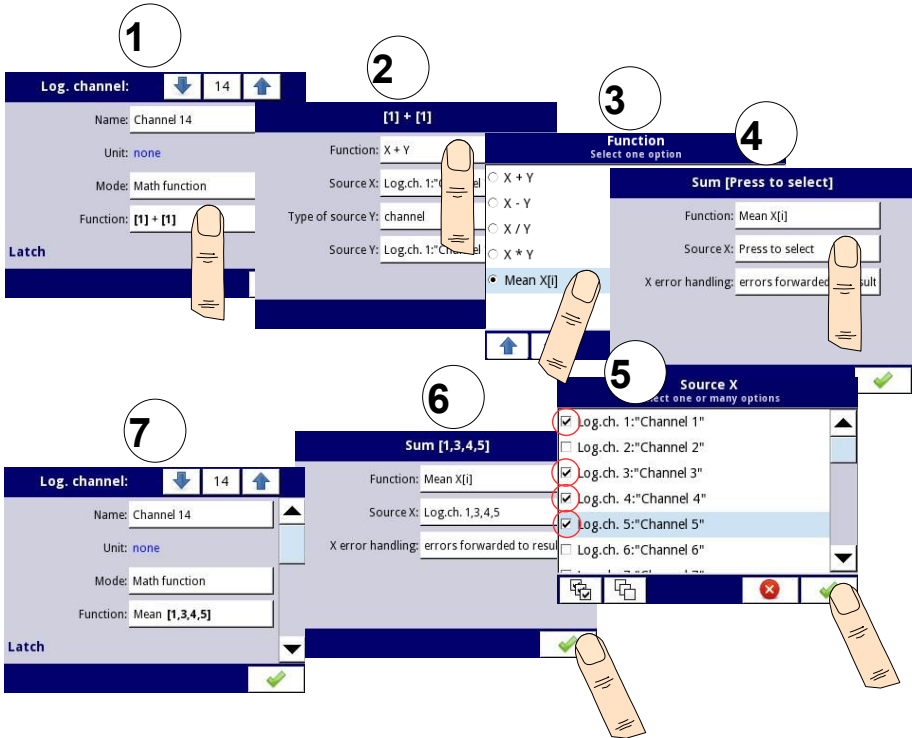 1
Log. channel:
14
Name: Channel 14
Unit: none
Mode: Math function
Function: [1] + [1]
Latch
2
[1] + [1]
Function: X + Y
Source X: Log.ch. 1:"
Type of source Y: channel
Source Y: Log.ch. 1:"
3
Function
Select one option
X + Y
X - Y
X / Y
X * Y
Mean X[i]
4
Sum [Press to select]
Function: Mean X[i]
Source X: Press to select
X error handling: errors forwarded
5
Source X
one or many options
Log.ch. 1:"Channel 1"
Log.ch. 2:"Channel 2"
Log.ch. 3:"Channel 3"
Log.ch. 4:"Channel 4"
Log.ch. 5:"Channel 5"
Log.ch. 6:"Channel 6"
6
Sum [1,3,4,5]
Function: Mean X[i]
Source X: Log.ch. 1,3,4,5
X error handling: errors forwarded to
7
Log. channel:
14
Name: Channel 14
Unit: none
Mode: Math function
Function: Mean [1,3,4,5]
Latch